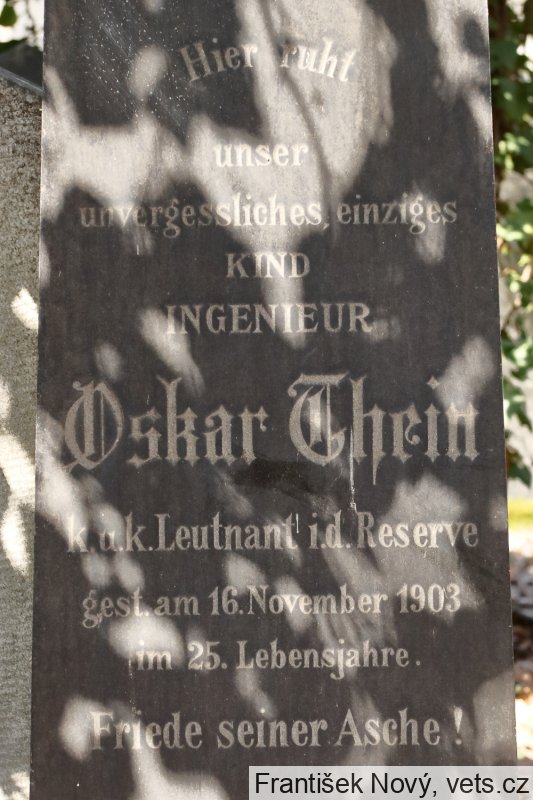 Hier ruht
unser
unvergessliches, einziges
KIND
INGENIEUR
Oskar Thein
k.u.k. Leutnant i.d. Reserve
gest. am 16. November 1903
im 25. Lebensjahre.
Friede seiner Asche !
František Nový, vets.cz